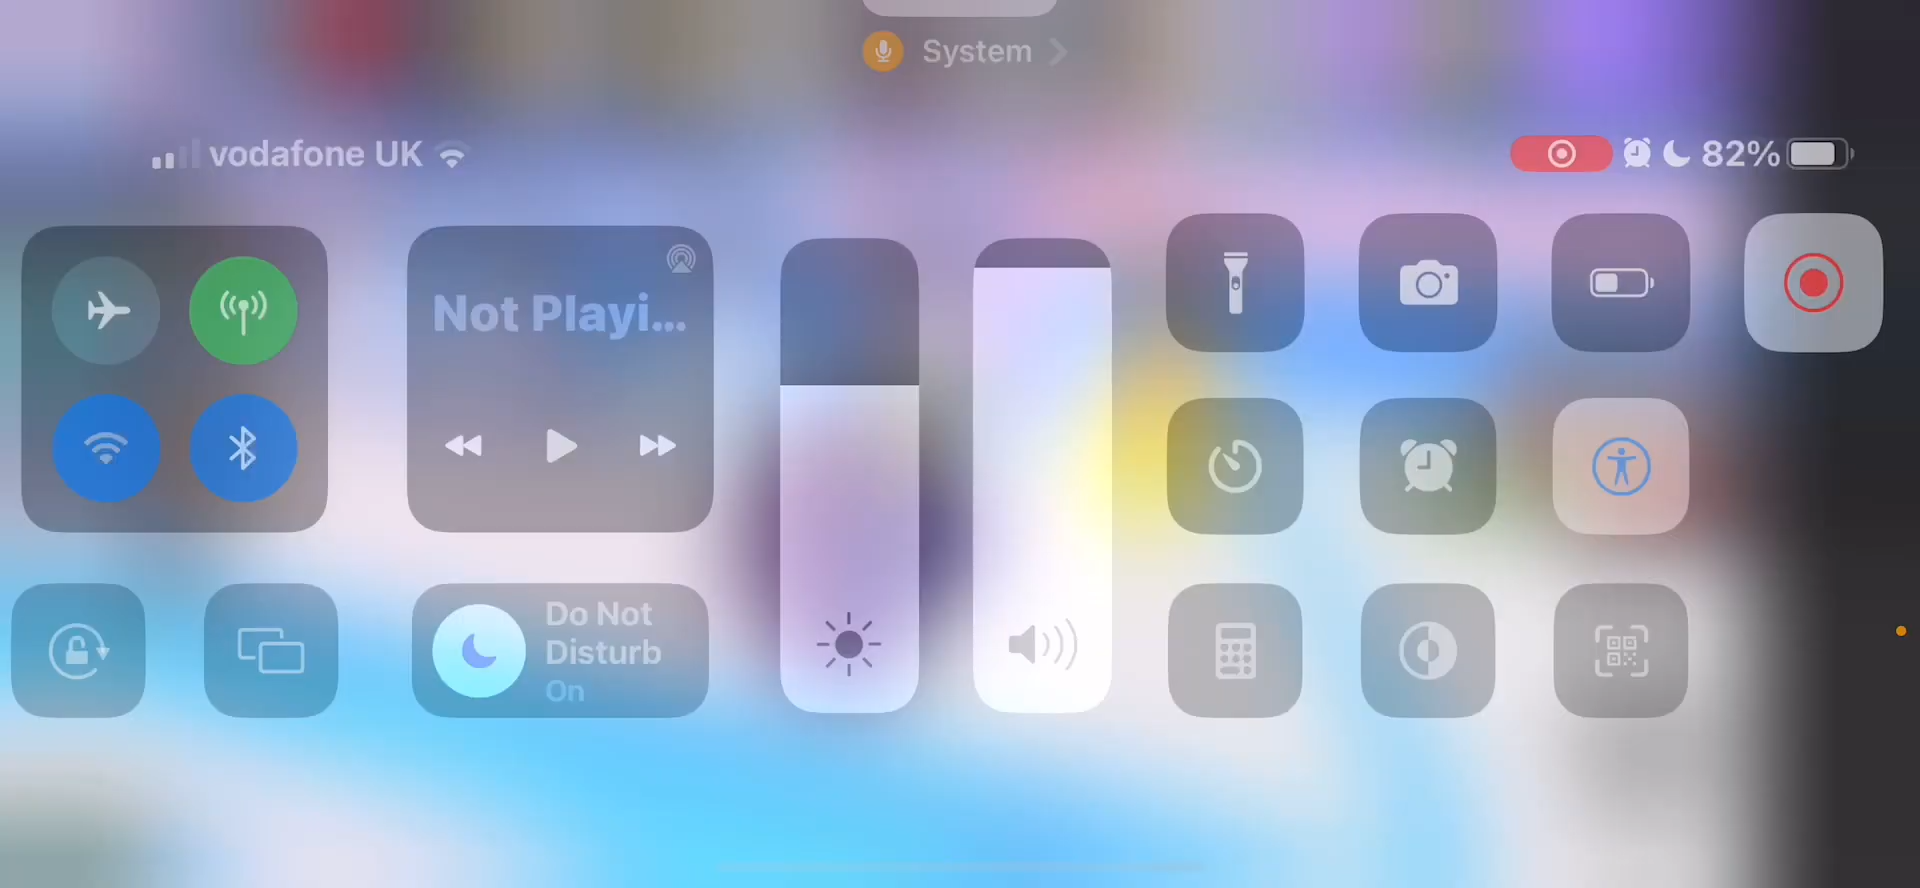 System
vodafone UK
82%
Not Playi...
Do Not
Disturb
On